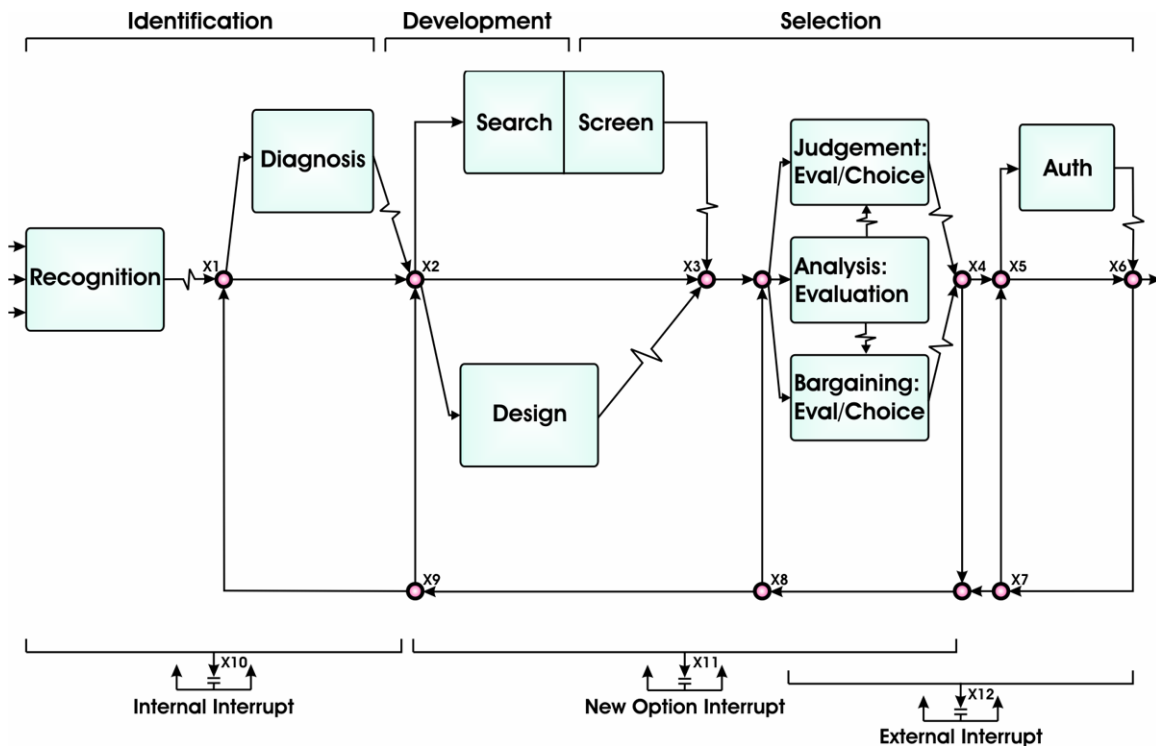 Identification
Development
Selection
Search
Screen
Diagnosis
Judgement:
Eval/Choice
Auth
Recognition
X1
X2
X3
Analysis:
Evaluation
X4
X5
X6
Design
Bargaining:
Eval/Choice
X9
X8
X7
X10
Internal Interrupt
X11
New Option Interrupt
X12
External Interrupt